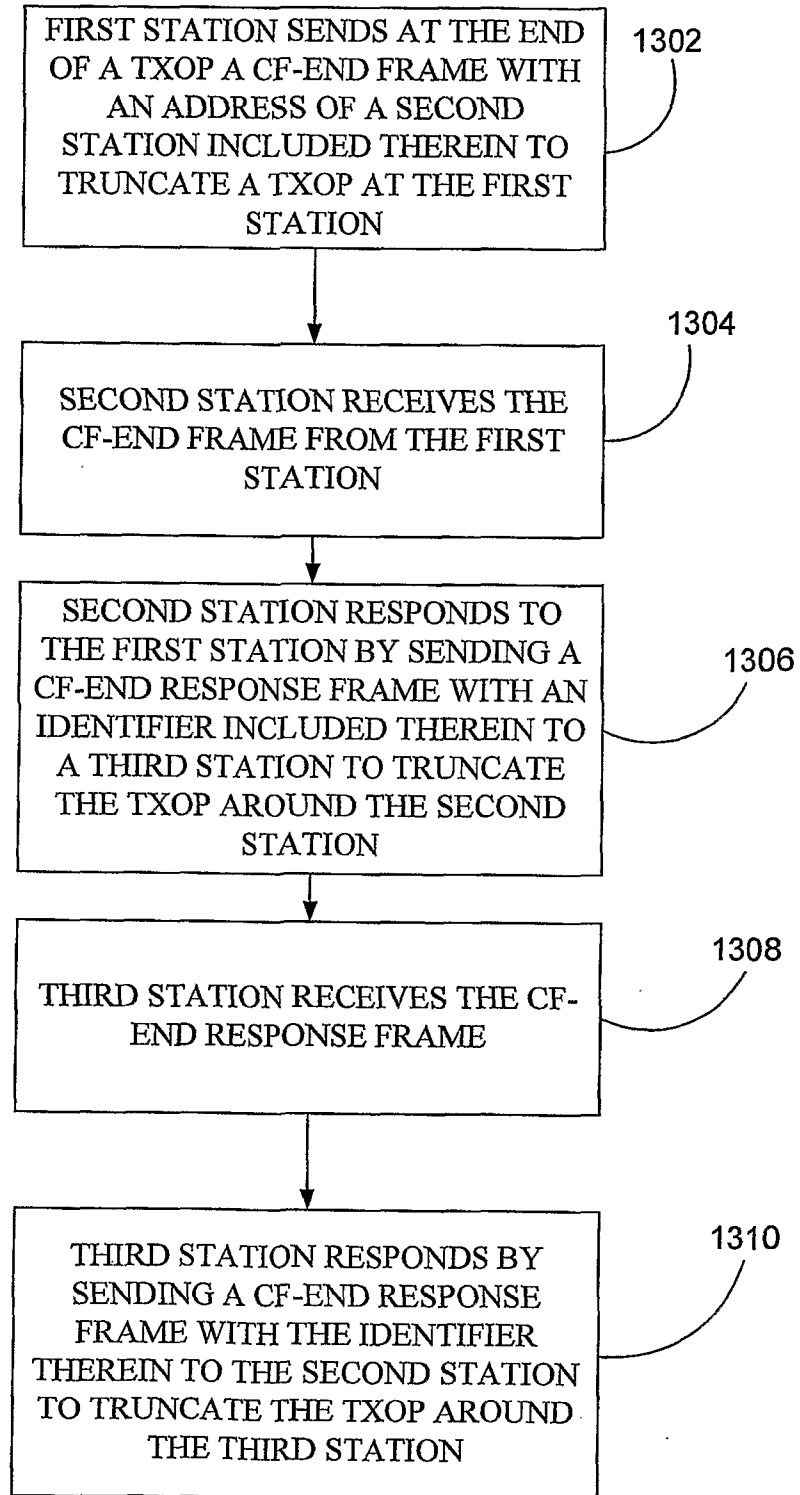 FIRST STATION SENDS AT THE END
OF A TXOP A CF-END FRAME WITH
AN ADDRESS OF A SECOND
STATION INCLUDED THEREIN TO
TRUNCATE A TXOP AT THE FIRST
STATION
1302
SECOND STATION RECEIVES THE
CF-END FRAME FROM THE FIRST
STATION
1304
SECOND STATION RESPONDS TO
THE FIRST STATION BY SENDING A
CF-END RESPONSE FRAME WITH AN
IDENTIFIER INCLUDED THEREIN TO
A THIRD STATION TO TRUNCATE
THE TXOP AROUND THE SECOND
STATION
1306
THIRD STATION RECEIVES THE CF-
END RESPONSE FRAME
1308
THIRD STATION RESPONDS BY
SENDING A CF-END RESPONSE
FRAME WITH THE IDENTIFIER
THEREIN TO THE SECOND STATION
TO TRUNCATE THE TXOP AROUND
THE THIRD STATION
1310